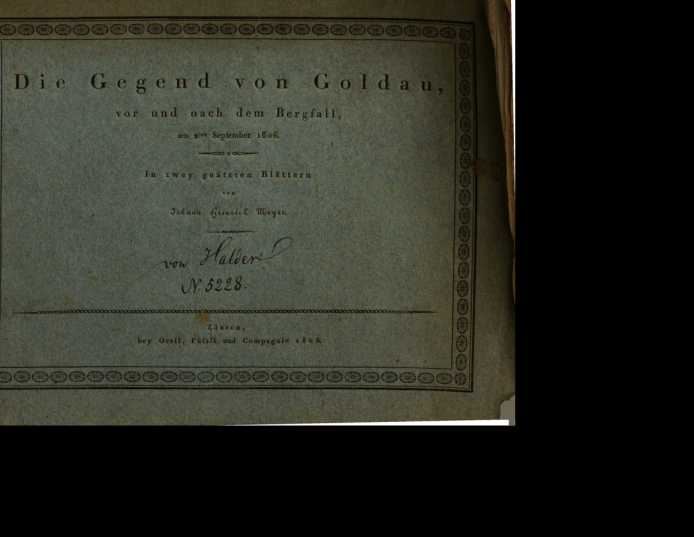 Die Gegend von Goldau,
vor und nach dem Bergfall,
am 2ten September 1806.
In zwey geäzten Blättern
von
Johann Heinrich Meyer.
von Halder
N. 5228.
Zürich,
bey Orell, Füssli und Compagnie 1806.